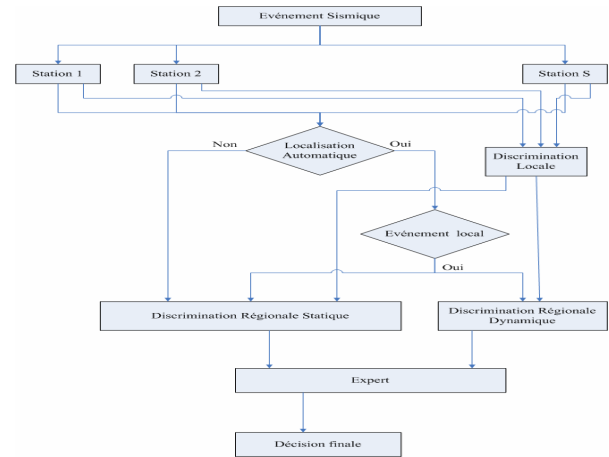 Evénement Sismique
Station 1
Station 2
Station S
Non
Localisation
Automatique
Oui
Discrimination
Locale
Evénement local
Oui
Discrimination Régionale Statique
Discrimination Régionale
Dynamique
Expert
Décision finale